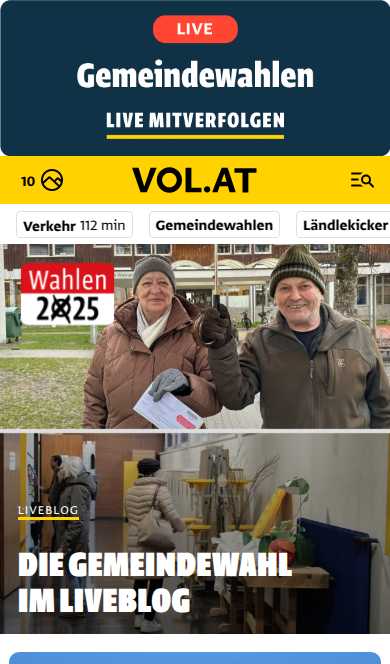 LIVE
Gemeindewahlen
LIVE MITVERFOLGEN
10 VOL.AT
Verkehr 112 min Gemeindewahlen Ländlekicker
Wahlen
2025
LIVEBLOG
DIE GEMEINDEWAHL
IM LIVEBLOG